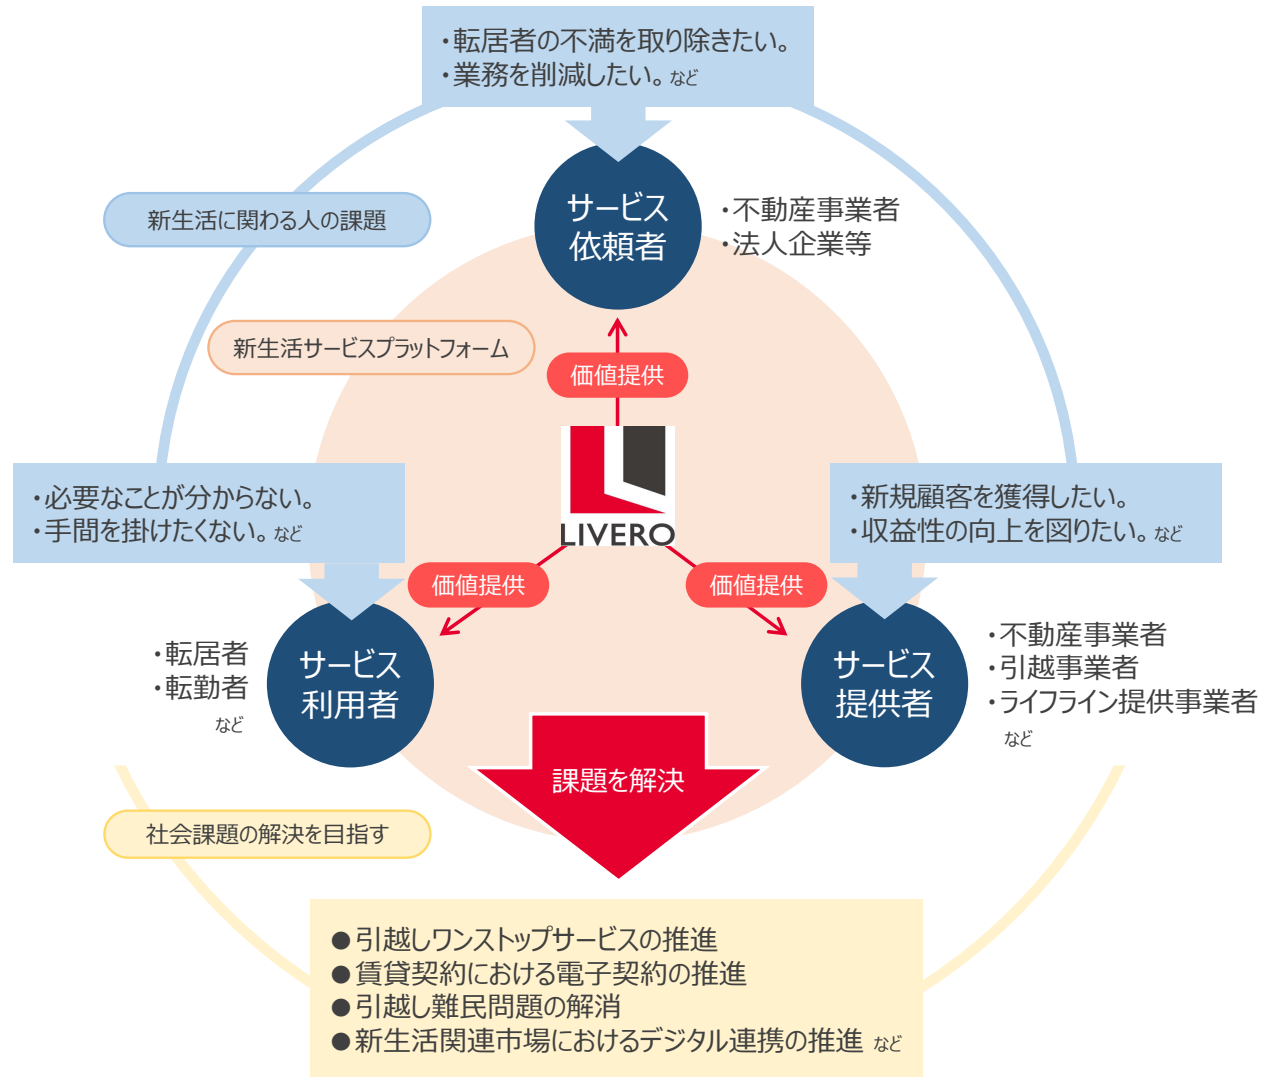 ・転居者の不満を取り除きたい。
・業務を削減したい。など
新生活に関わる人の課題
サービス
依頼者
・不動産事業者
・法人企業等
新生活サービスプラットフォーム
価値提供
LIVERO
・必要なことが分からない。
・手間を掛けたくない。など
・新規顧客を獲得したい。
・収益性の向上を図りたい。など
価値提供
価値提供
・転居者
・転勤者
など
サービス
利用者
サービス
提供者
・不動産事業者
・引越事業者
・ライフライン提供事業者
など
課題を解決
社会課題の解決を目指す
●引越しワンストップサービスの推進
●賃貸契約における電子契約の推進
●引越し難民問題の解消
●新生活関連市場におけるデジタル連携の推進 など